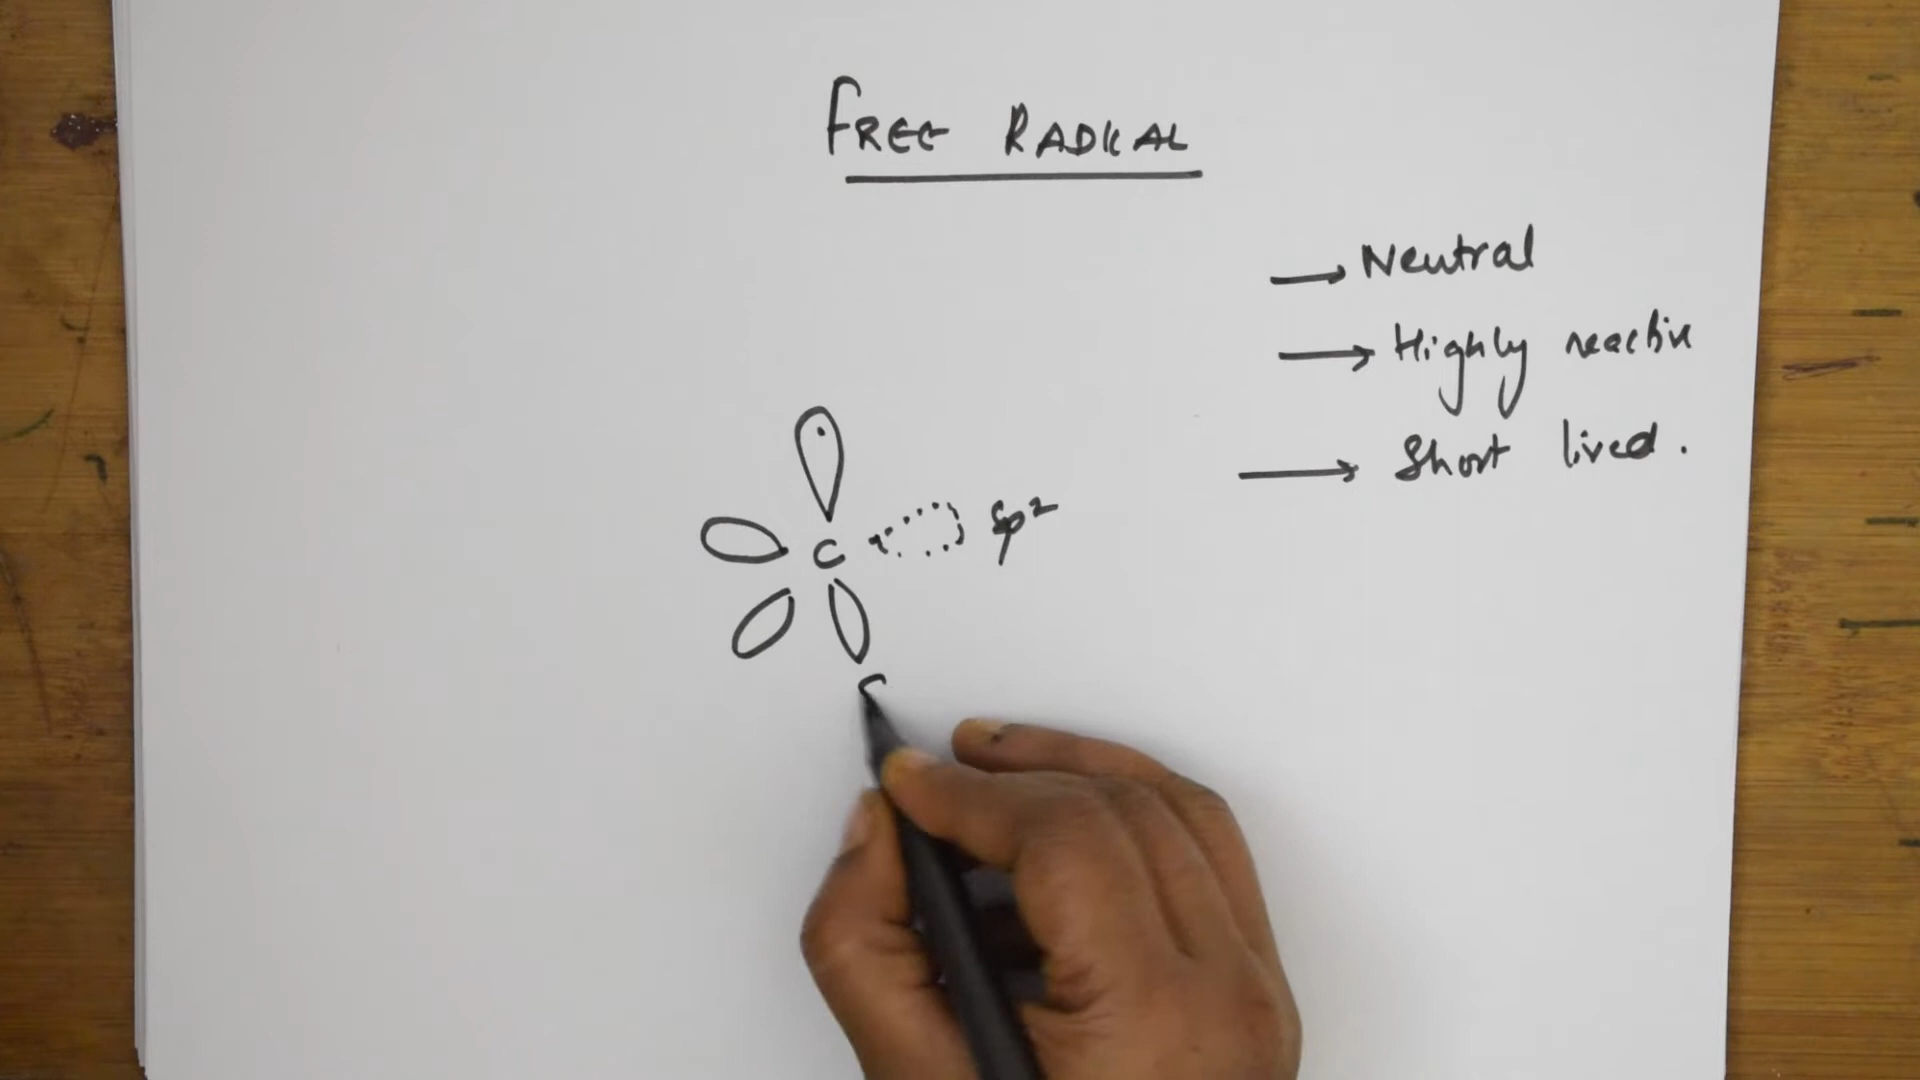 FREE RADICAL
→ Neutral
→ Highly reactive
→ Short lived.
C sp²